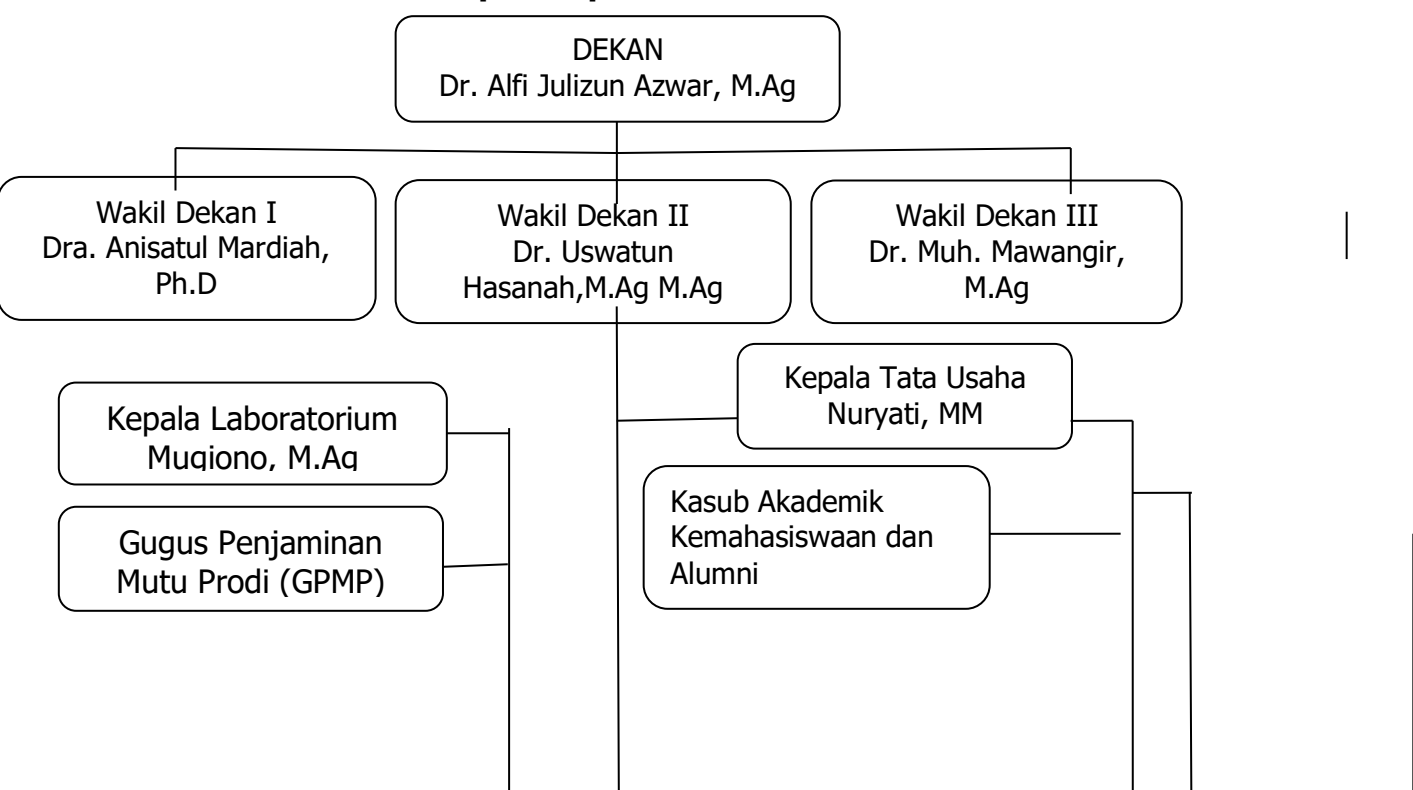 DEKAN
Dr. Alfi Julizun Azwar, M.Ag
Wakil Dekan I
Dra. Anisatul Mardiah,
Ph.D
Wakil Dekan II
Dr. Uswatun
Hasanah,M.Ag M.Ag
Wakil Dekan III
Dr. Muh. Mawangir,
M.Ag
Kepala Tata Usaha
Nuryati, MM
Kepala Laboratorium
Mugiono, M.Ag
Kasub Akademik
Kemahasiswaan dan
Alumni
Gugus Penjaminan
Mutu Prodi (GPMP)